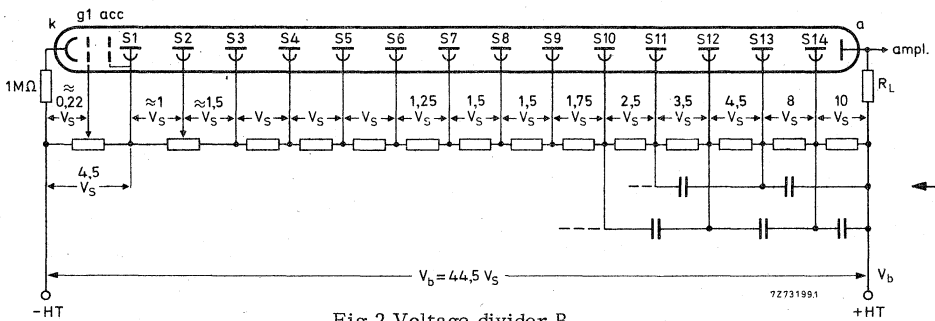 k g1 acc S1 S2 S3 S4 S5 S6 S7 S8 S9 S10 S11 S12 S13 S14 a
ampl.
1MΩ
RL
≈ ≈1 ≈1,5 1,25 1,5 1,5 1,75 2,5 3,5 4,5 8 10
0,22
VS VS VS VS VS VS VS VS VS VS VS VS VS VS VS
4,5
VS
Vb = 44,5 VS
Vb
7Z73199.1
-HT
+HT
Fig.2 Voltage divider B